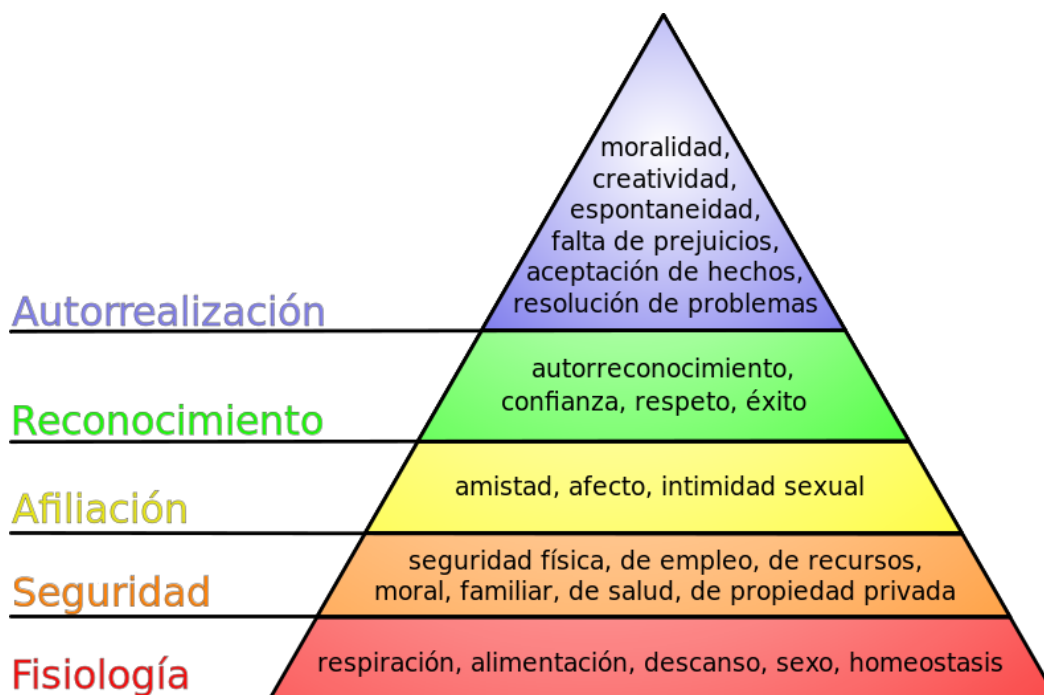 moralidad,
creatividad,
espontaneidad,
falta de prejuicios,
aceptación de hechos,
resolución de problemas
Autorrealización
autorreconocimiento,
confianza, respeto, éxito
Reconocimiento
amistad, afecto, intimidad sexual
Afiliación
seguridad física, de empleo, de recursos,
moral, familiar, de salud, de propiedad privada
Seguridad
respiración, alimentación, descanso, sexo, homeostasis
Fisiología